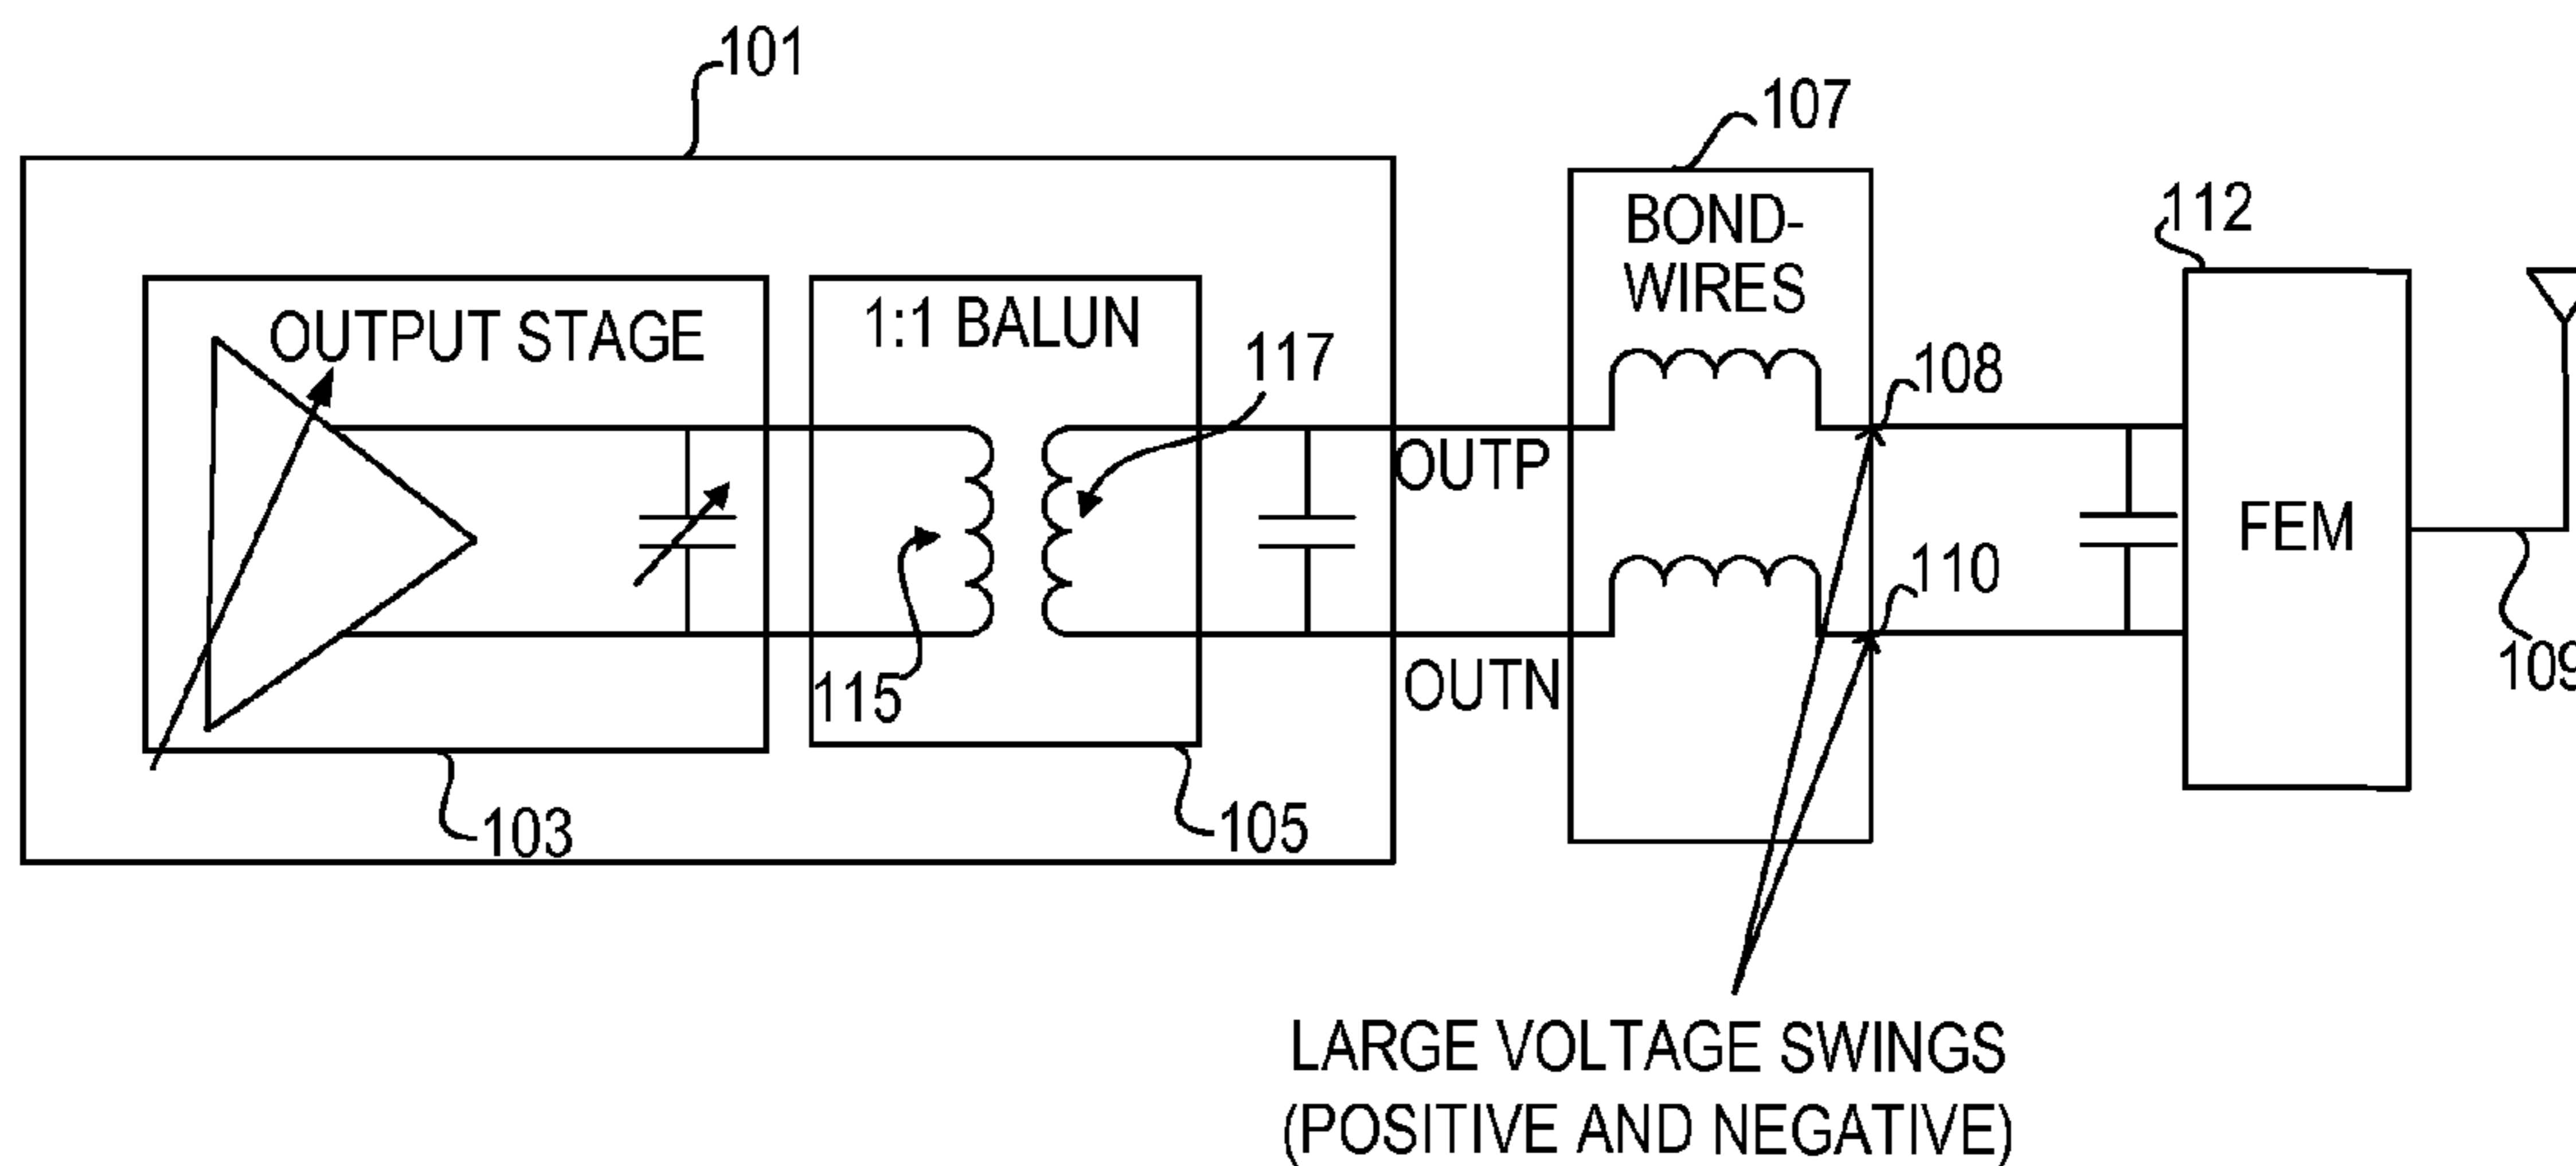 101
107
112
BOND-
WIRES
OUTPUT STAGE
1:1 BALUN
117
108
OUTP
FEM
110
115
OUTN
109
103
105
LARGE VOLTAGE SWINGS
(POSITIVE AND NEGATIVE)